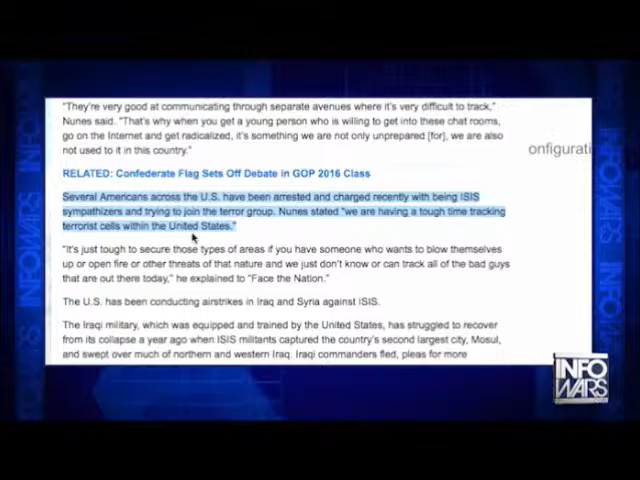 "They're very good at communicating through separate avenues where it's very difficult to track,"
Nunes said. "That's why when you get a young person who is willing to get into these chat rooms,
go on the Internet and get radicalized, it's something we are not only unprepared [for], we are also
not used to it in this country."
onfigurati
RELATED: Confederate Flag Sets Off Debate in GOP 2016 Class
Several Americans across the U.S. have been arrested and charged recently with being ISIS
sympathizers and trying to join the terror group. Nunes stated "we are having a tough time tracking
terrorist cells within the United States."
"It's just tough to secure those types of areas if you have someone who wants to blow themselves
up or open fire or other threats of that nature and we just don't know or can track all of the bad guys
that are out there today," he explained to "Face the Nation."
The U.S. has been conducting airstrikes in Iraq and Syria against ISIS.
The Iraqi military, which was equipped and trained by the United States, has struggled to recover
from its collapse a year ago when ISIS militants captured the country's second largest city, Mosul,
and swept over much of northern and western Iraq. Iraqi commanders fled, pleas for more
INFO
WARS
INFOWARS